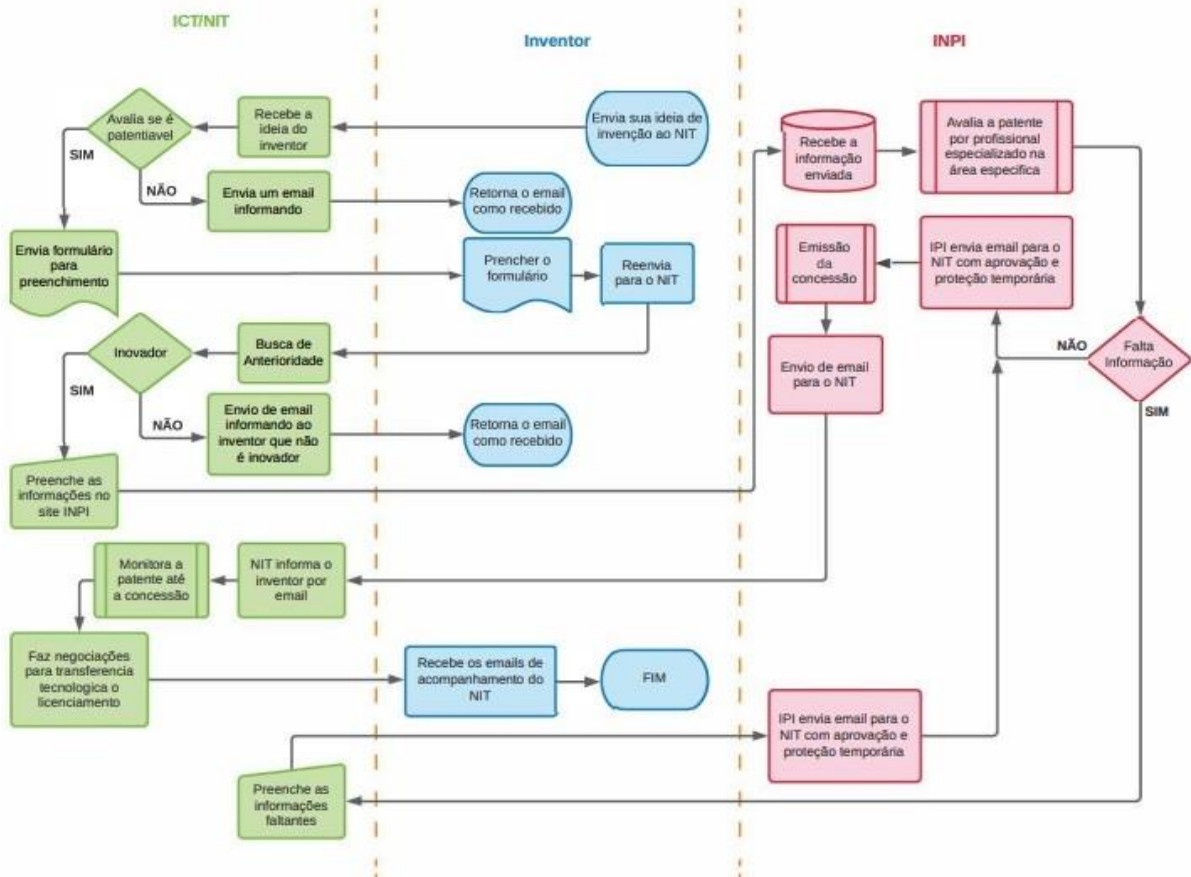 ICT/NIT
Inventor
INPI
Avalia se é
patentiavel
Recebe a
ideia do
inventor
Envia sua ideia de
invenção ao NIT
Recebe a
informação
enviada
Avalia a patente
por profissional
especializado na
área especifica
SIM
NÃO
Envia um email
informando
Retorna o email
como recebido
Envia formulário
para
preenchimento
Prencher o
formulário
Reenvia
para o NIT
Emissão
da
concessão
IPI envia email para o
NIT com aprovação e
proteção temporária
Inovador
Busca de
Anterioridade
Envio de email
para o NIT
NÃO
Falta
Informação
SIM
SIM
NÃO
Envio de email
informando ao
inventor que não
é inovador
Retorna o email
como recebido
Preenche as
informações no
site INPI
Monitora a
patente até
a concessão
NIT informa o
inventor por
email
Faz negociações
para transferencia
tecnologica o
licenciamento
Recebe os emails de
acompanhamento do
NIT
FIM
IPI envia email para o
NIT com aprovação e
proteção temporária
Preenche as
informações
faltantes